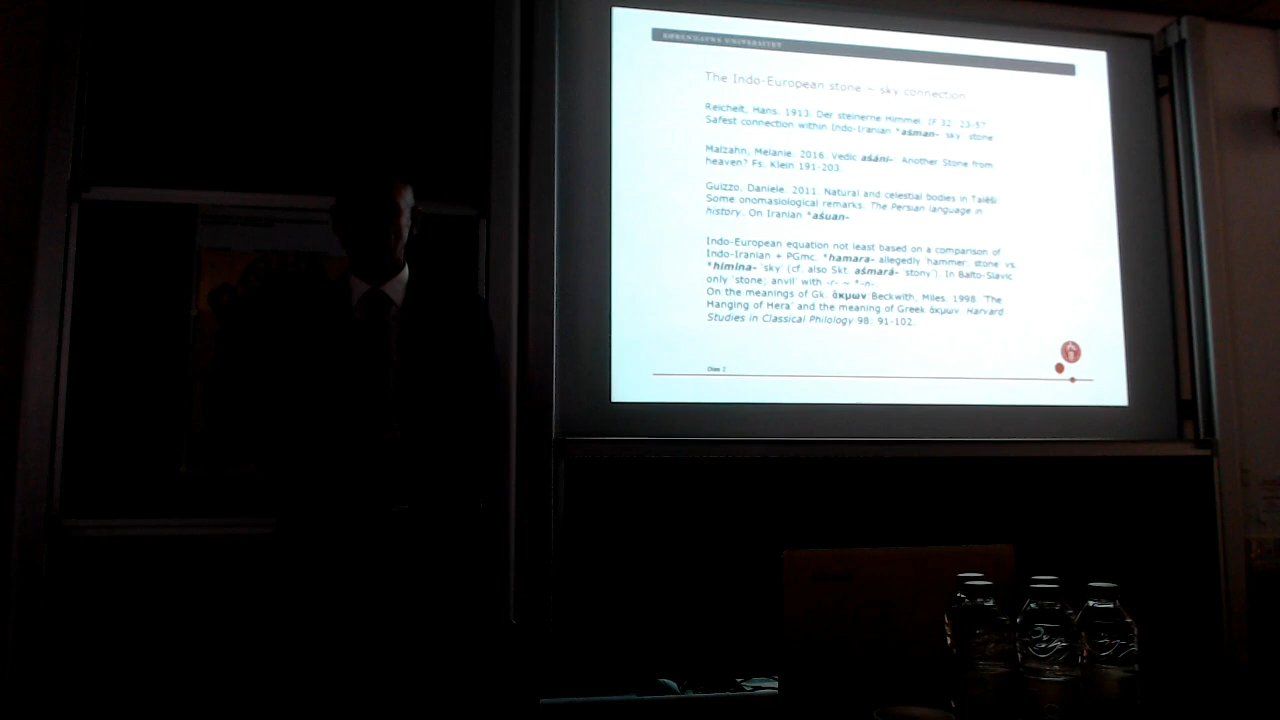 KØBENHAVNS UNIVERSITET
The Indo-European stone ~ sky connection
Reichelt, Hans. 1913. Der steinerne Himmel. IF 32: 23-57.
Safest connection within Indo-Iranian *aśman- 'sky; stone
Malzahn, Melanie. 2016. Vedic aśáni-: Another Stone from
heaven? Fs. Klein 191-203.
Guizzo, Daniele. 2011. Natural and celestial bodies in Tāleši
Some onomasiological remarks. The Persian language in
history. On Iranian *aśuan-
Indo-European equation not least based on a comparison of
Indo-Iranian + PGmc. *hamara- allegedly 'hammer; stone' vs.
*himina- 'sky' (cf. also Skt. aśmará- 'stony'). In Balto-Slavic
only 'stone; anvil' with -r- ~ *-n-
On the meanings of Gk. ἄκμων Beckwith, Miles. 1998. 'The
Hanging of Hera' and the meaning of Greek ἄκμων. Harvard
Studies in Classical Philology 98: 91-102.